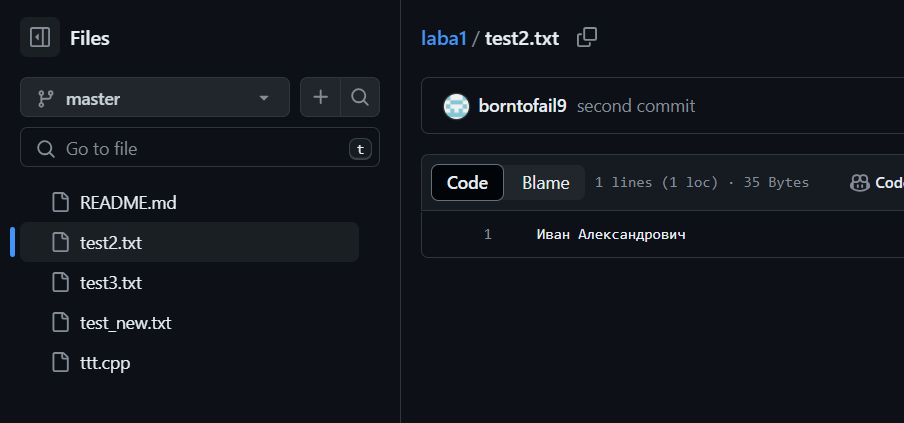 Files
master
Go to file
t
README.md
test2.txt
test3.txt
test_new.txt
ttt.cpp
laba1 / test2.txt
borntofail9 second commit
Code Blame 1 lines (1 loc) · 35 Bytes
1 Иван Александрович